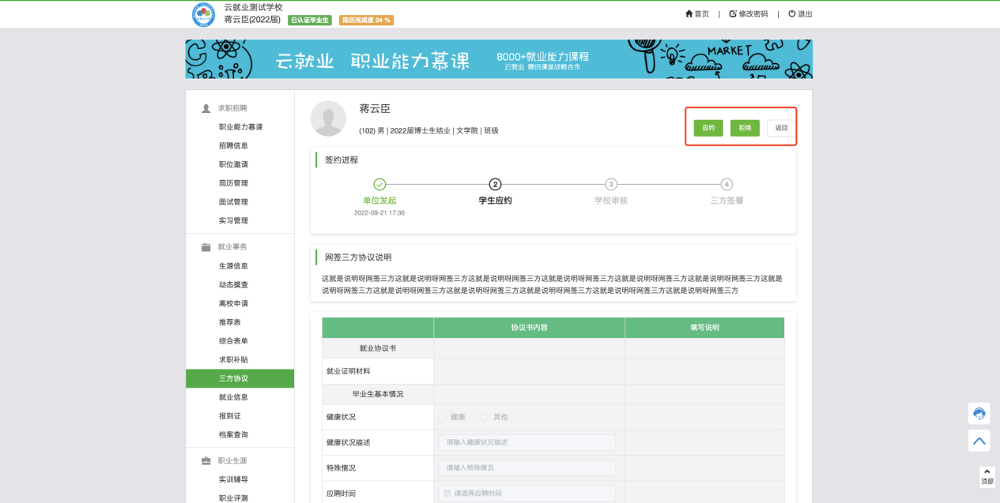 云就业测试学校
蒋云臣(2022届) 已认证毕业生 简历完成度 24 %
首页 | 修改密码 | 退出
云就业 职业能力慕课
8000+就业能力课程
云就业 腾讯课堂战略合作
MARKET
求职招聘
职业能力慕课
招聘信息
职位邀请
简历管理
面试管理
实习管理
就业事务
生源信息
动态摸查
离校申请
推荐表
综合表单
求职补贴
三方协议
就业信息
报到证
档案查询
职业生涯
实训辅导
职业评测
蒋云臣
(102) 男 | 2022届博士生结业 | 文学院 | 班级
应约 拒绝 返回
签约进程
2 3 4
单位发起 学生应约 学校审核 三方签署
2022-09-21 17:36
网签三方协议说明
这就是说明呀网签三方这就是说明呀网签三方这就是说明呀网签三方这就是说明呀网签三方这就是说明呀网签三方这就是说明呀网签三方这就是
说明呀网签三方这就是说明呀网签三方这就是说明呀网签三方这就是说明呀网签三方这就是说明呀网签三方这就是说明呀网签三方
协议书内容 填写说明
就业协议书
就业证明材料
毕业生基本情况
健康状况 健康 其他
健康状况描述 请输入健康状况描述
特殊情况 请输入特殊情况
应聘时间 请选择应聘时间
顶部